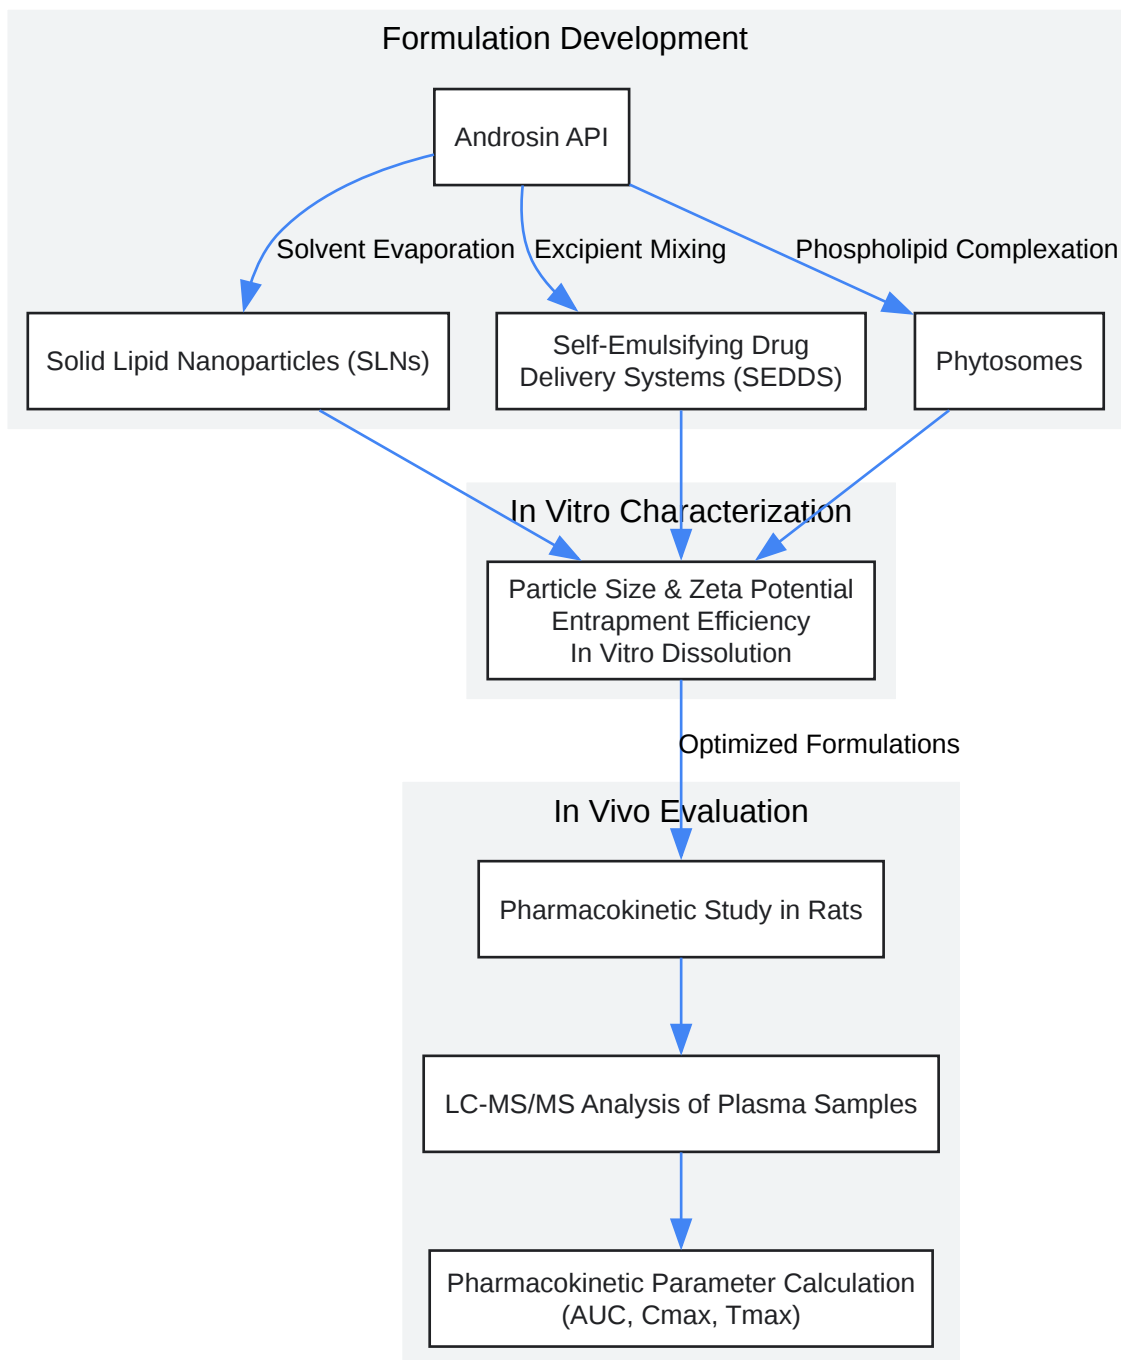 Formulation Development
Androsin API
Solvent Evaporation
Excipient Mixing
Phospholipid Complexation
Solid Lipid Nanoparticles (SLNs)
Self-Emulsifying Drug
Delivery Systems (SEDDS)
Phytosomes
In Vitro Characterization
Particle Size & Zeta Potential
Entrapment Efficiency
In Vitro Dissolution
Optimized Formulations
In Vivo Evaluation
Pharmacokinetic Study in Rats
LC-MS/MS Analysis of Plasma Samples
Pharmacokinetic Parameter Calculation
(AUC, Cmax, Tmax)